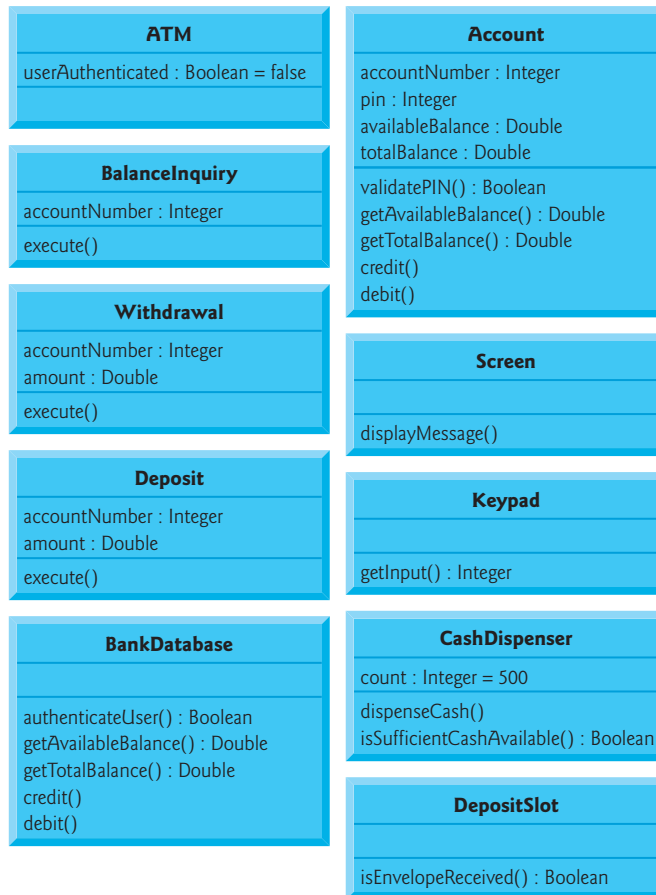 ATM
userAuthenticated : Boolean = false
BalanceInquiry
accountNumber : Integer
execute()
Withdrawal
accountNumber : Integer
amount : Double
execute()
Deposit
accountNumber : Integer
amount : Double
execute()
BankDatabase
authenticateUser() : Boolean
getAvailableBalance() : Double
getTotalBalance() : Double
credit()
debit()
Account
accountNumber : Integer
pin : Integer
availableBalance : Double
totalBalance : Double
validatePIN() : Boolean
getAvailableBalance() : Double
getTotalBalance() : Double
credit()
debit()
Screen
displayMessage()
Keypad
getInput() : Integer
CashDispenser
count : Integer = 500
dispenseCash()
isSufficientCashAvailable() : Boolean
DepositSlot
isEnvelopeReceived() : Boolean